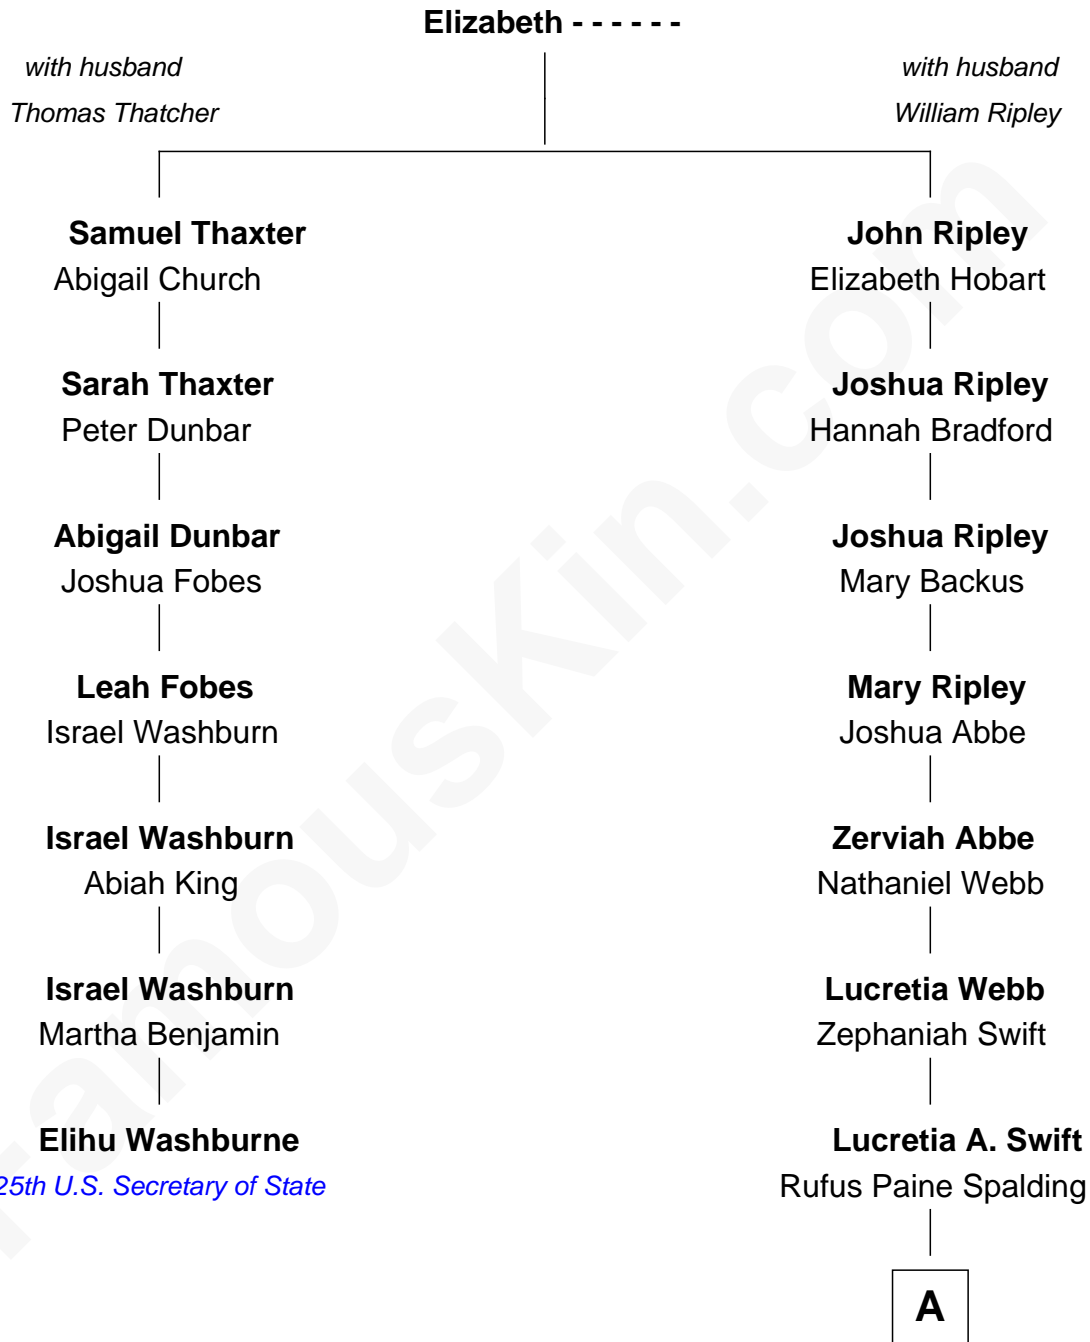 Elizabeth - - - - - -
with husband
Thomas Thatcher
with husband
William Ripley
Samuel Thaxter
Abigail Church
John Ripley
Elizabeth Hobart
Sarah Thaxter
Peter Dunbar
Joshua Ripley
Hannah Bradford
Abigail Dunbar
Joshua Fobes
Joshua Ripley
Mary Backus
Leah Fobes
Israel Washburn
Mary Ripley
Joshua Abbe
Israel Washburn
Abiah King
Zerviah Abbe
Nathaniel Webb
Israel Washburn
Martha Benjamin
Lucretia Webb
Zephaniah Swift
Elihu Washburne
25th U.S. Secretary of State
Lucretia A. Swift
Rufus Paine Spalding
A
FamousKin.com